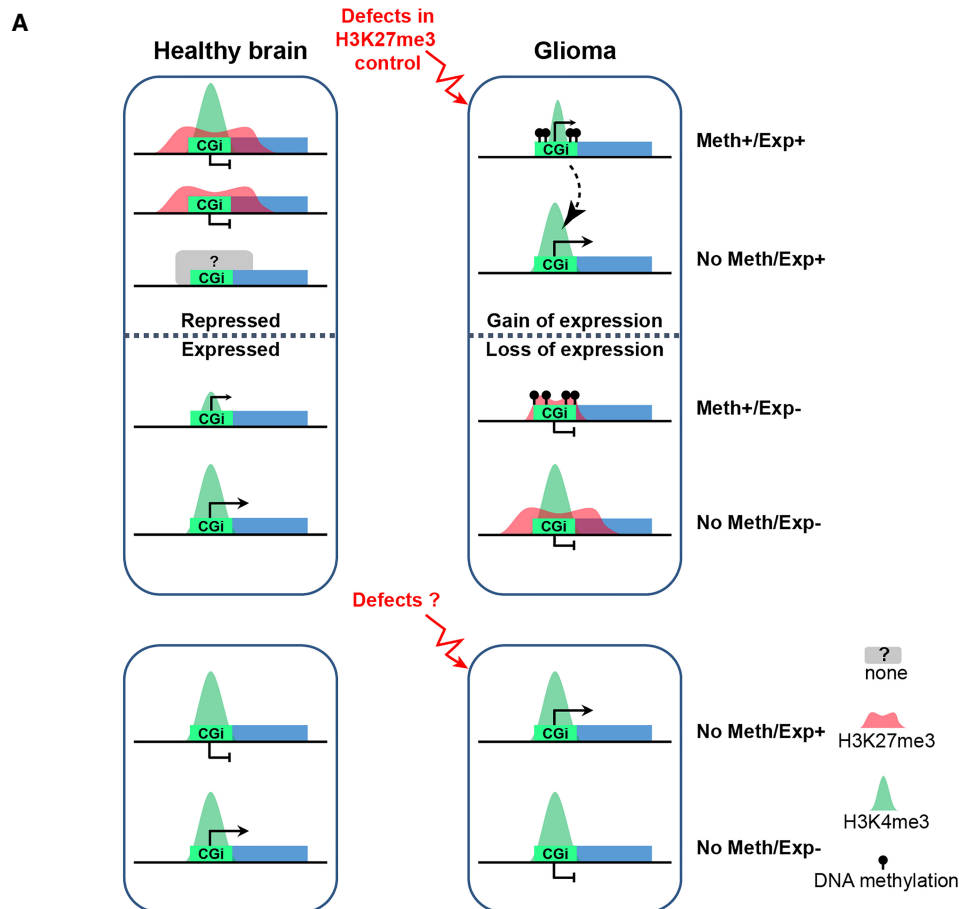 A
Defects in
H3K27me3
control
Healthy brain
Glioma
CGi
CGi
Meth+/Exp+
CGi
?
CGi
CGi
No Meth/Exp+
Repressed
Gain of expression
Expressed
Loss of expression
CGi
CGi
Meth+/Exp-
CGi
CGi
No Meth/Exp-
Defects ?
CGi
CGi
No Meth/Exp+
CGi
CGi
No Meth/Exp-
?
none
H3K27me3
H3K4me3
DNA methylation